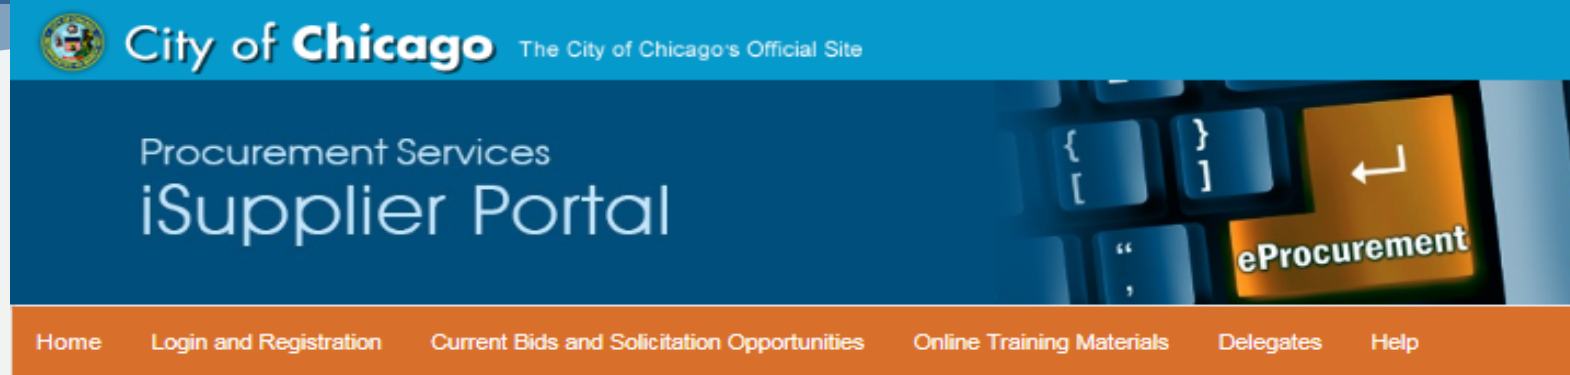 City of Chicago The City of Chicago's Official Site
Procurement Services
iSupplier Portal
{
[
}
]
“
,
eProcurement
Home Login and Registration Current Bids and Solicitation Opportunities Online Training Materials Delegates Help